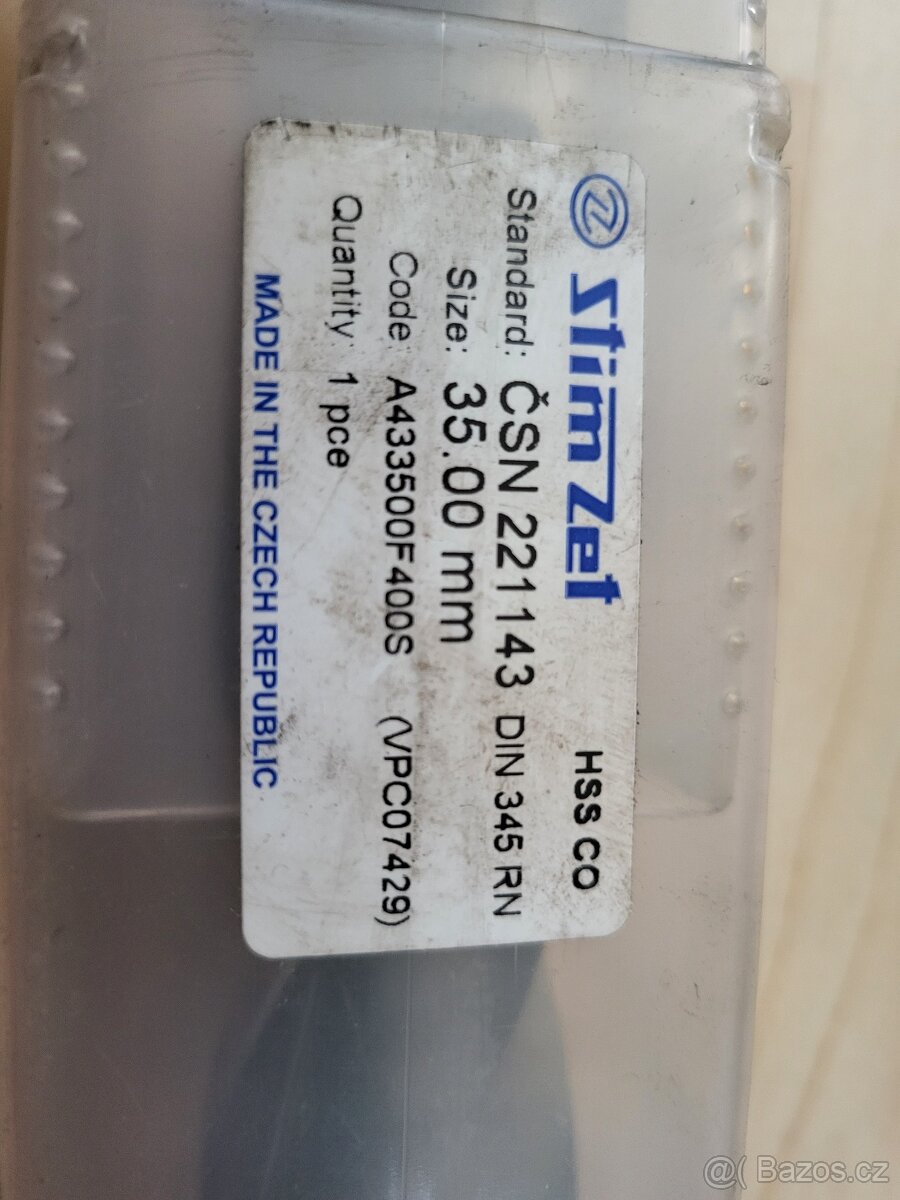 StimZet HSS CO
Standard: ČSN 221143 DIN 345 RN
Size: 35.00 mm
Code: A433500F400S (VPC07429)
Quantity: 1 pce
MADE IN THE CZECH REPUBLIC
@( Bazos.cz